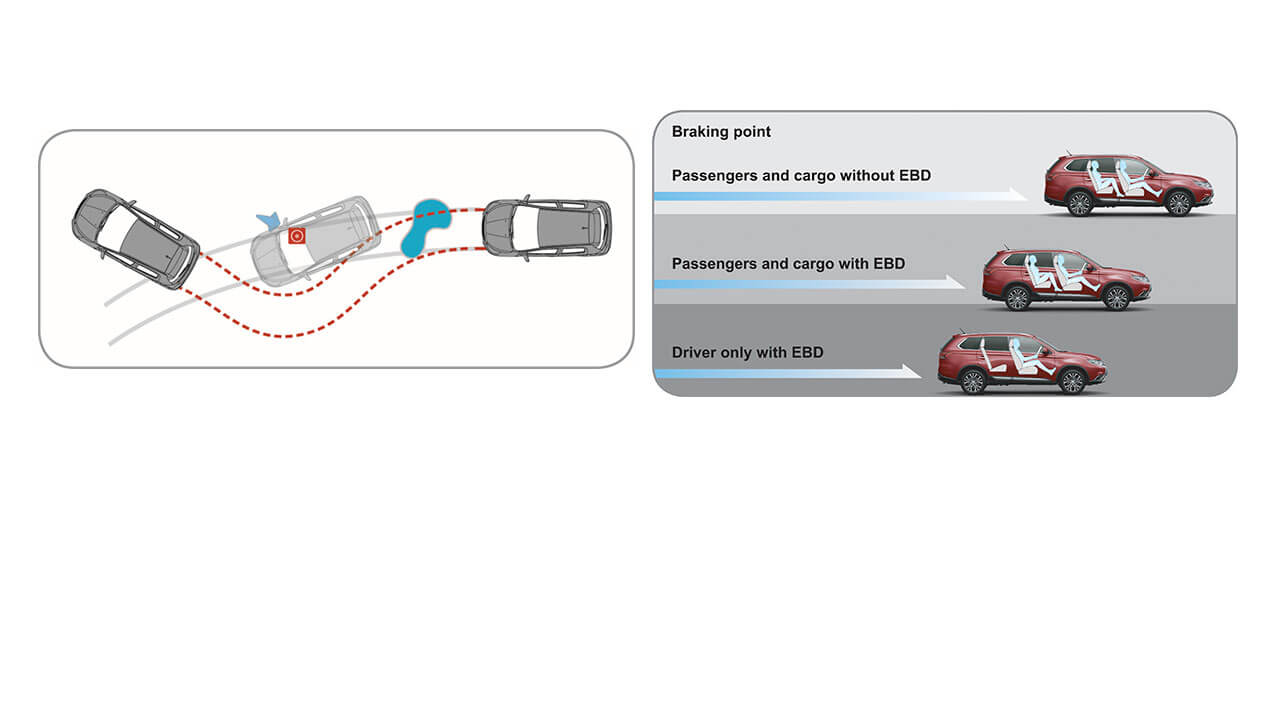 Braking point
Passengers and cargo without EBD
Passengers and cargo with EBD
Driver only with EBD